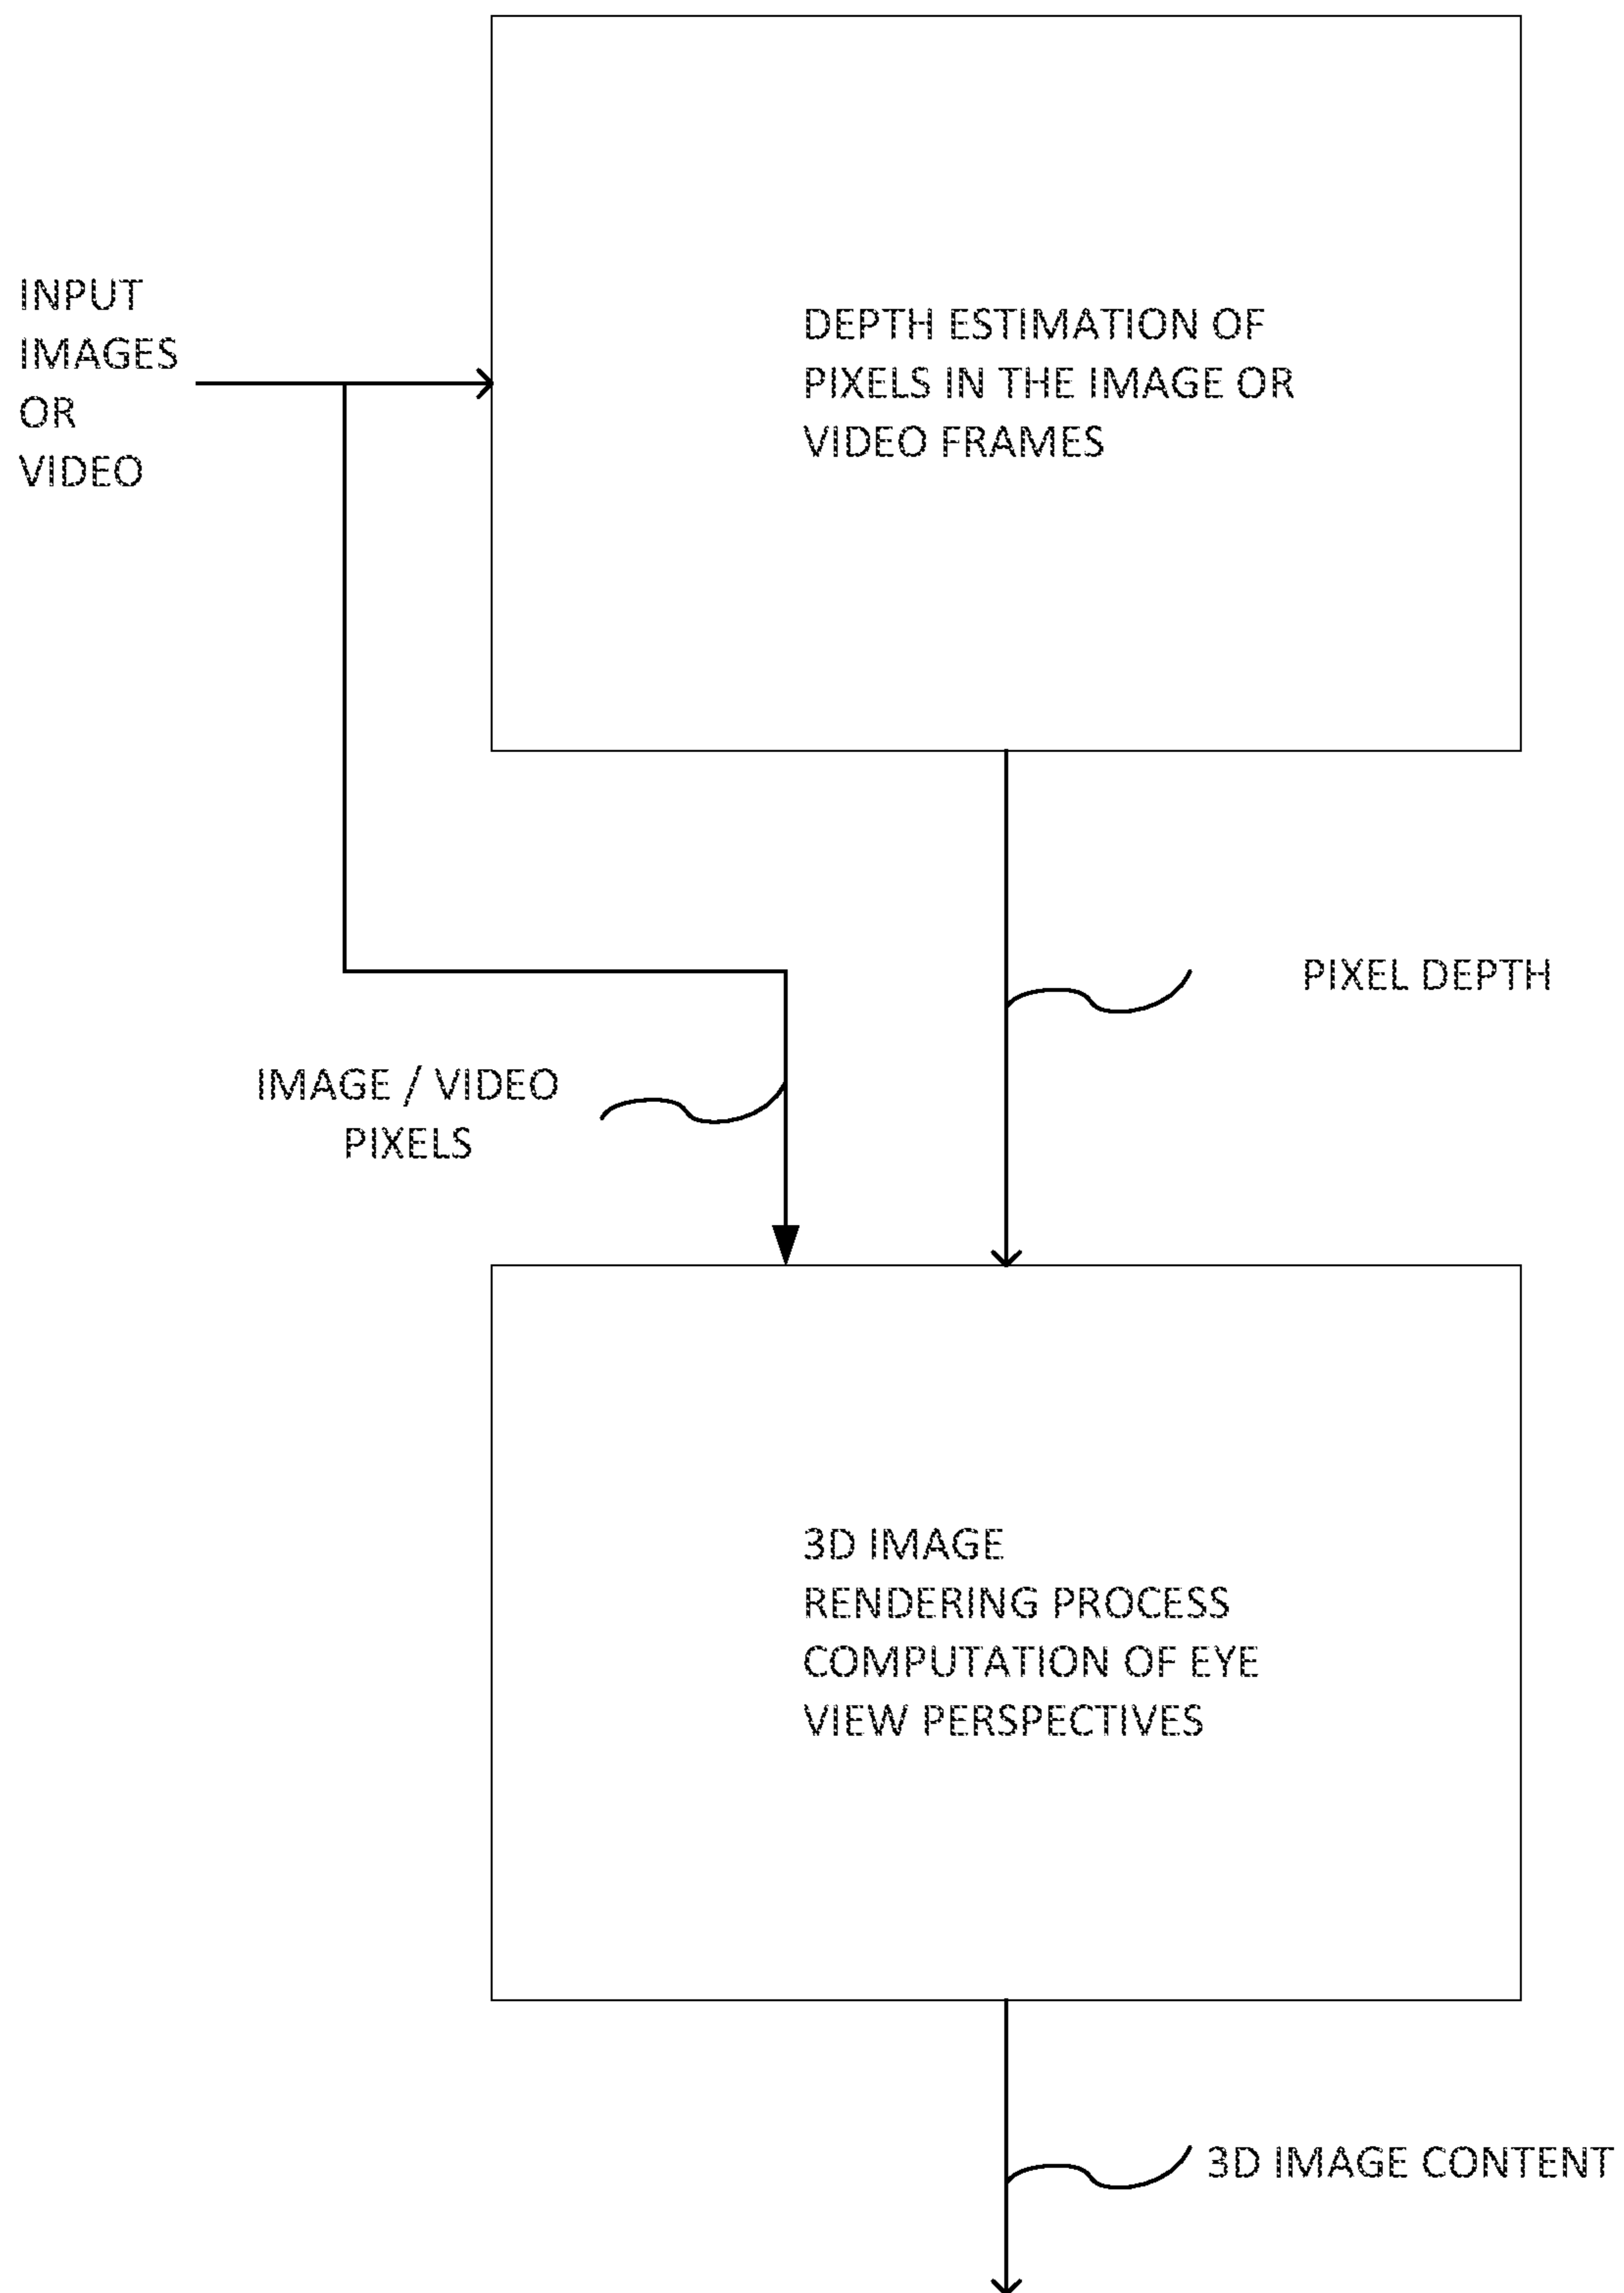 INPUT
IMAGES
OR
VIDEO
DEPTH ESTIMATION OF
PIXELS IN THE IMAGE OR
VIDEO FRAMES
PIXEL DEPTH
IMAGE / VIDEO
PIXELS
3D IMAGE
RENDERING PROCESS
COMPUTATION OF EYE
VIEW PERSPECTIVES
3D IMAGE CONTENT